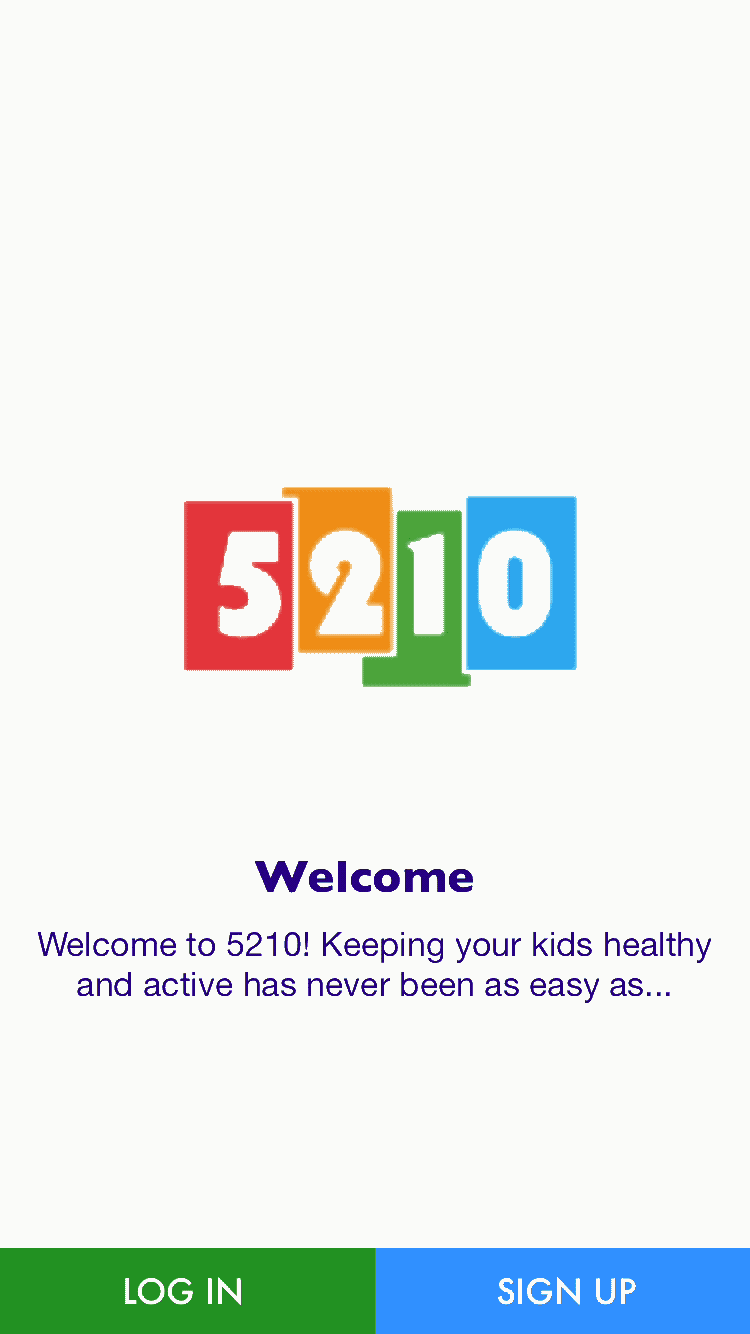 5210
Welcome
Welcome to 5210! Keeping your kids healthy
and active has never been as easy as...
LOG IN
SIGN UP